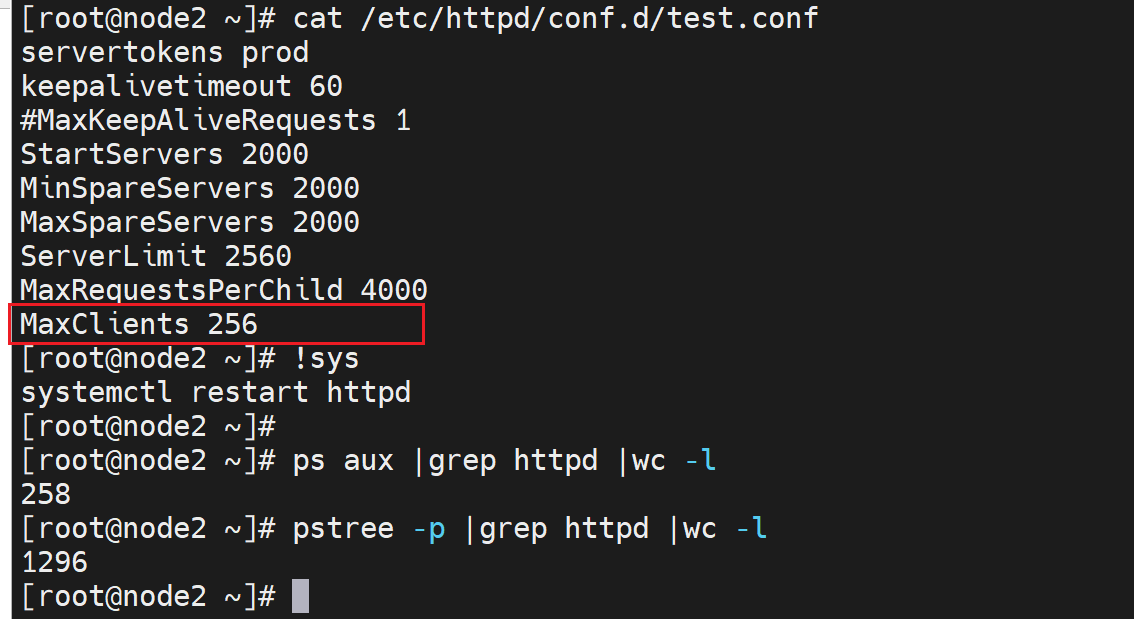 [root@node2 ~]# cat /etc/httpd/conf.d/test.conf
servertokens prod
keepalivetimeout 60
#MaxKeepAliveRequests 1
StartServers 2000
MinSpareServers 2000
MaxSpareServers 2000
ServerLimit 2560
MaxRequestsPerChild 4000
MaxClients 256
[root@node2 ~]# !sys
systemctl restart httpd
[root@node2 ~]#
[root@node2 ~]# ps aux |grep httpd |wc -l
258
[root@node2 ~]# pstree -p |grep httpd |wc -l
1296
[root@node2 ~]#